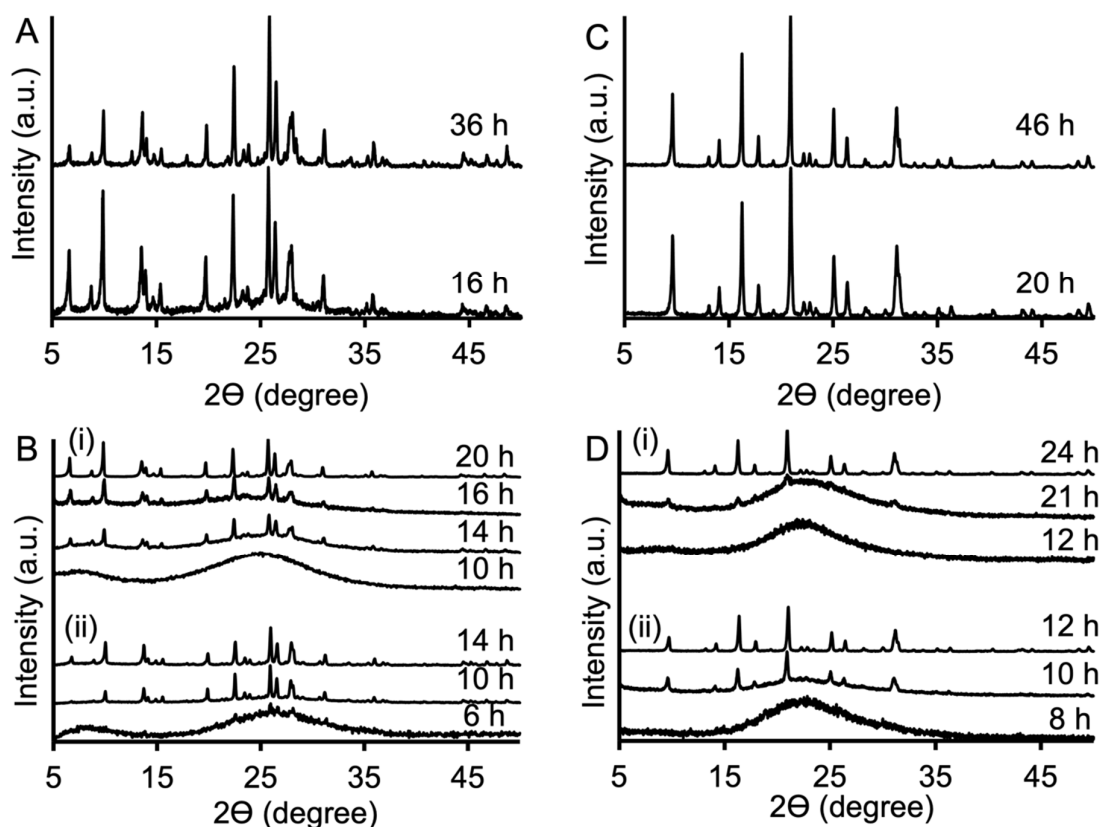 A
Intensity (a.u.)
36 h
16 h
5 15 25 35 45
2Θ (degree)
C
Intensity (a.u.)
46 h
20 h
5 15 25 35 45
2Θ (degree)
B
Intensity (a.u.)
(i)
20 h
16 h
14 h
10 h
(ii)
14 h
10 h
6 h
5 15 25 35 45
2Θ (degree)
D
Intensity (a.u.)
(i)
24 h
21 h
12 h
(ii)
12 h
10 h
8 h
5 15 25 35 45
2Θ (degree)